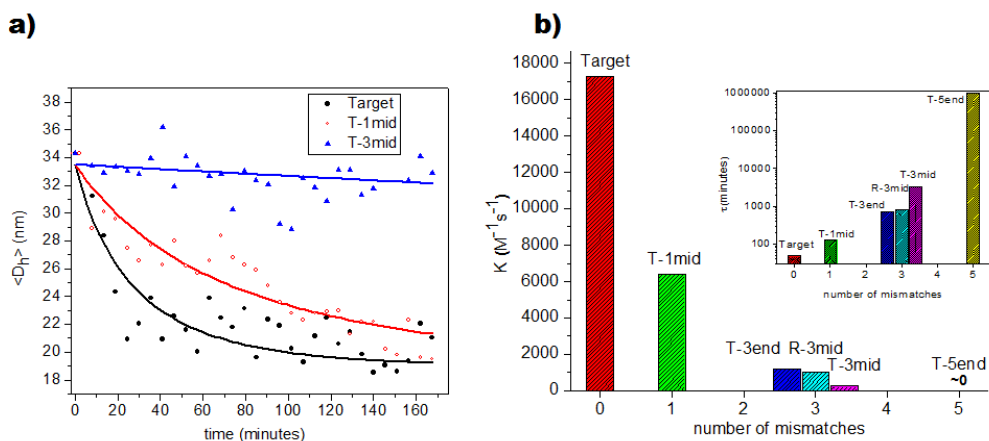 a)
b)
<D_h> (nm)
38
36
34
32
30
28
26
24
22
20
18
0 20 40 60 80 100 120 140 160
time (minutes)
Target
T-1mid
T-3mid
K (M⁻¹s⁻¹)
18000
16000
14000
12000
10000
8000
6000
4000
2000
0
Target
T-1mid
T-3end R-3mid
T-3mid
T-5end
~0
0 1 2 3 4 5
number of mismatches
τ(minutes)
1000000
100000
10000
1000
100
T-5end
T-3mid
R-3mid
T-3end
T-1mid
Target
0 1 2 3 4 5
number of mismatches